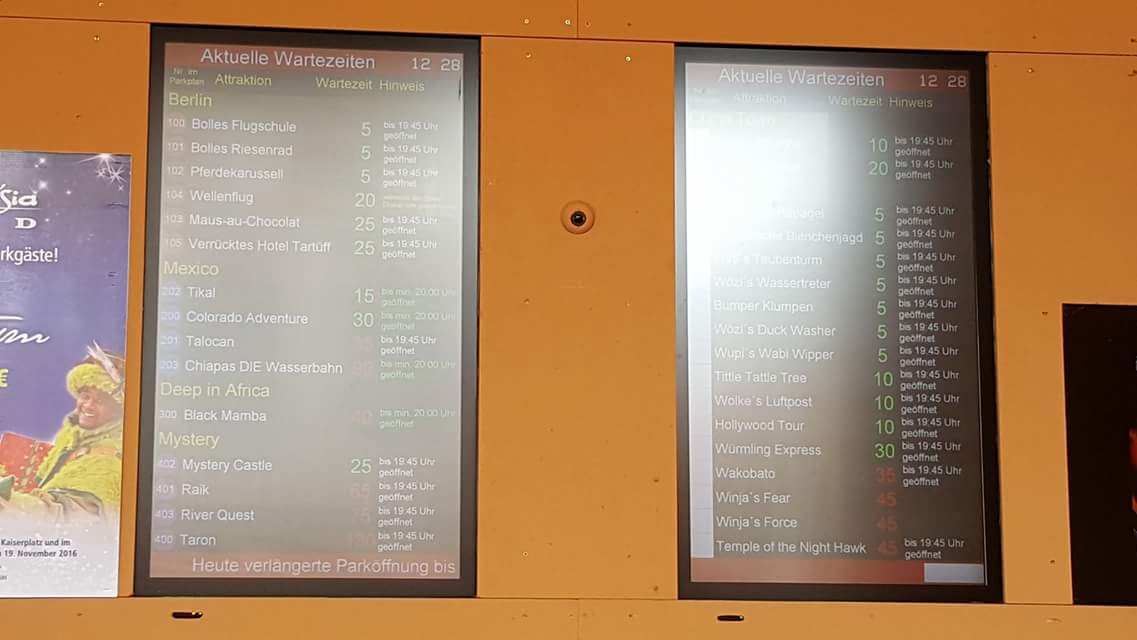 sia
D
rkgäste!
€
Kaiserplatz und im
19. November 2016
Aktuelle Wartezeiten 12 28
Nr. im
Parkplan Attraktion Wartezeit Hinweis
Berlin
100 Bolles Flugschule 5 bis 19:45 Uhr
geöffnet
101 Bolles Riesenrad 5 bis 19:45 Uhr
geöffnet
102 Pferdekarussell 5 bis 19:45 Uhr
geöffnet
104 Wellenflug 20
103 Maus-au-Chocolat 25 bis 19:45 Uhr
geöffnet
105 Verrücktes Hotel Tartüff 25 bis 19:45 Uhr
geöffnet
Mexico
202 Tikal 15 bis min. 20:00 Uhr
geöffnet
200 Colorado Adventure 30 bis min. 20:00 Uhr
geöffnet
201 Talocan bis 19:45 Uhr
geöffnet
203 Chiapas DIE Wasserbahn bis min. 20:00 Uhr
geöffnet
Deep in Africa
300 Black Mamba 40 bis min. 20:00 Uhr
geöffnet
Mystery
402 Mystery Castle 25 bis 19:45 Uhr
geöffnet
401 Raik bis 19:45 Uhr
geöffnet
403 River Quest bis 19:45 Uhr
geöffnet
400 Taron bis 19:45 Uhr
geöffnet
Heute verlängerte Parköffnung bis
Aktuelle Wartezeiten 12 28
Attraktion Wartezeit Hinweis
10 bis 19:45 Uhr
geöffnet
20 bis 19:45 Uhr
geöffnet
5 bis 19:45 Uhr
geöffnet
Bienchenjagd 5 bis 19:45 Uhr
geöffnet
Taubenturm 5 bis 19:45 Uhr
geöffnet
Wözl´s Wassertreter 5 bis 19:45 Uhr
geöffnet
Bumper Klumpen 5 bis 19:45 Uhr
geöffnet
Wözl´s Duck Washer 5 bis 19:45 Uhr
geöffnet
Wupi´s Wabi Wipper 5 bis 19:45 Uhr
geöffnet
Tittle Tattle Tree 10 bis 19:45 Uhr
geöffnet
Wolke´s Luftpost 10 bis 19:45 Uhr
geöffnet
Hollywood Tour 10 bis 19:45 Uhr
geöffnet
Würmling Express 30 bis 19:45 Uhr
geöffnet
Wakobato 35 bis 19:45 Uhr
geöffnet
Winja´s Fear 45
Winja´s Force 45
Temple of the Night Hawk 45 bis 19:45 Uhr
geöffnet